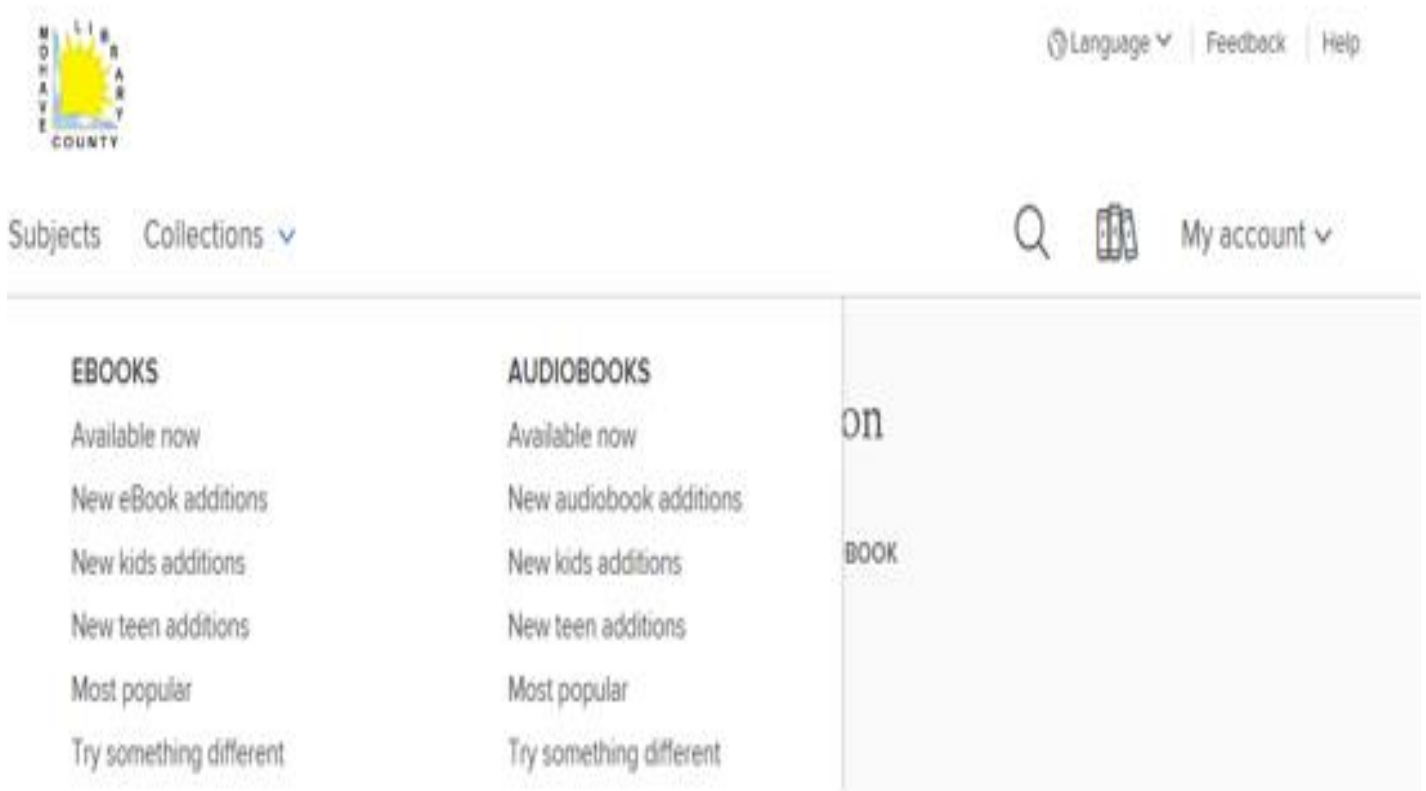 MOHAVE
LIBRARY
COUNTY
Language
Feedback
Help
Subjects
Collections
My account
EBOOKS
Available now
New eBook additions
New kids additions
New teen additions
Most popular
Try something different
AUDIOBOOKS
Available now
New audiobook additions
New kids additions
New teen additions
Most popular
Try something different
on
BOOK